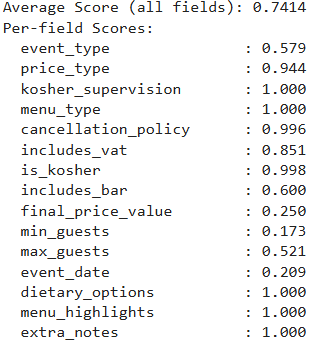 Average Score (all fields): 0.7414
Per-field Scores:
event_type : 0.579
price_type : 0.944
kosher_supervision : 1.000
menu_type : 1.000
cancellation_policy : 0.996
includes_vat : 0.851
is_kosher : 0.998
includes_bar : 0.600
final_price_value : 0.250
min_guests : 0.173
max_guests : 0.521
event_date : 0.209
dietary_options : 1.000
menu_highlights : 1.000
extra_notes : 1.000